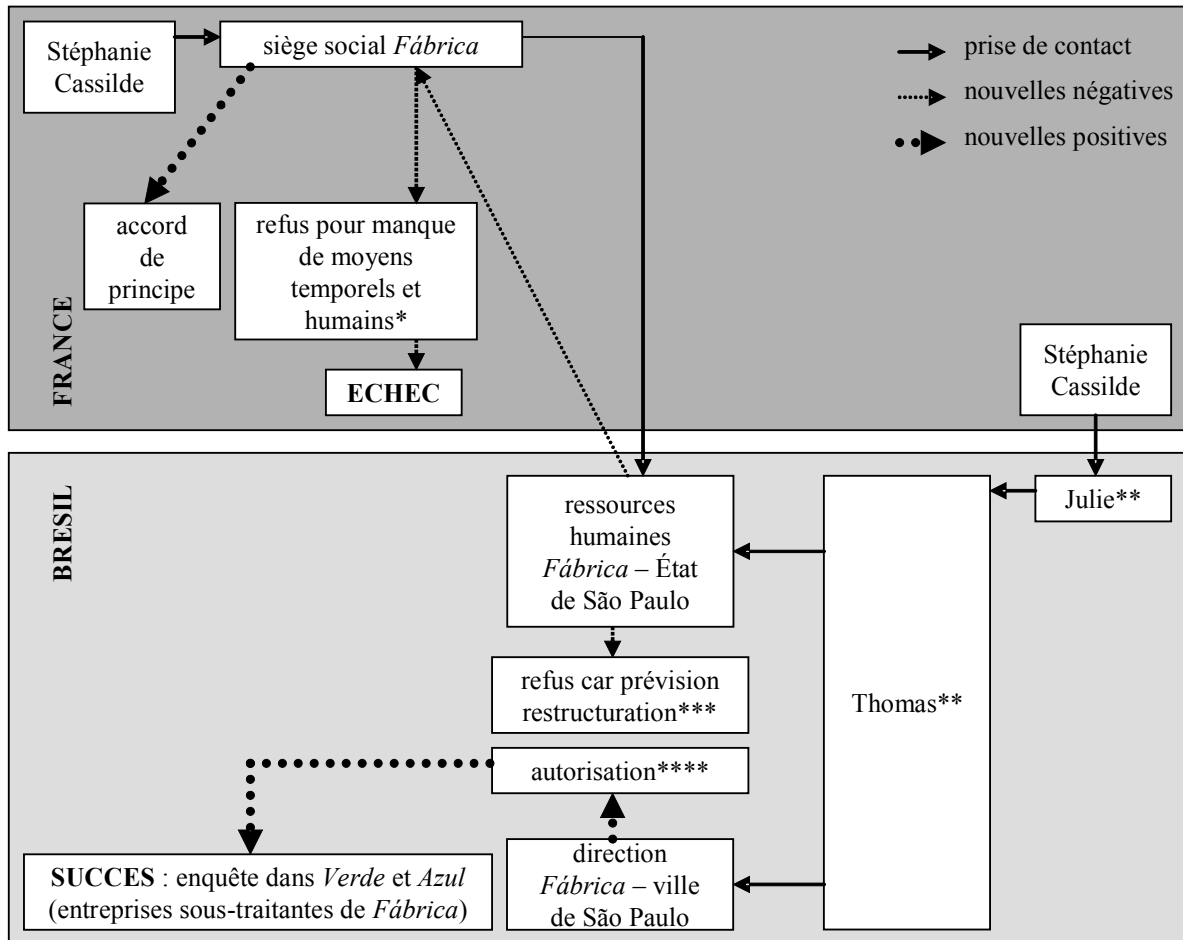 Stéphanie
Cassilde
siège social Fábrica
prise de contact
nouvelles négatives
nouvelles positives
accord
de
principe
refus pour manque
de moyens
temporels et
humains*
ECHEC
FRANCE
Stéphanie
Cassilde
BRESIL
ressources
humaines
Fábrica – État
de São Paulo
Julie**
Thomas**
refus car prévision
restructuration***
autorisation****
SUCCES : enquête dans Verde et Azul
(entreprises sous-traitantes de Fábrica)
direction
Fábrica – ville
de São Paulo